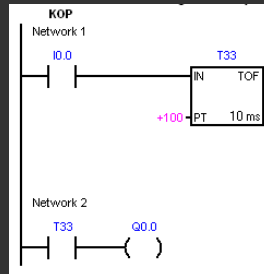 KOP
Network 1
I0.0
T33
IN TOF
+100 PT 10 ms
Network 2
T33 Q0.0